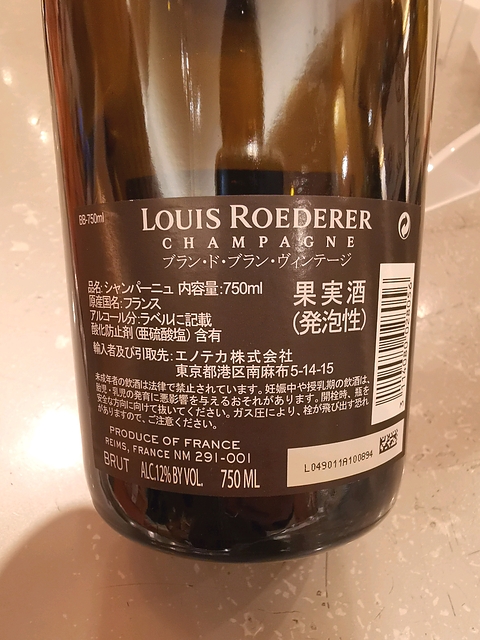 BB-750ml
LOUIS ROEDERER
CHAMPAGNE
ブラン・ド・ブラン・ヴィンテージ
品名:シャンパーニュ 内容量:750ml
原産国名:フランス
アルコール分:ラベルに記載
酸化防止剤(亜硫酸塩)含有
果実酒
(発泡性)
輸入者及び引取先:エノテカ株式会社
東京都港区南麻布5-14-15
未成年者の飲酒は法律で禁止されています。妊娠中や授乳期の飲酒は、
胎児・乳児の発育に悪影響を与えるおそれがあります。開栓時、瓶を
安全な方向に向けて抜いてください。ガス圧により、栓が飛び出す恐れ
がありますので、ご注意ください。
PRODUCE OF FRANCE
REIMS, FRANCE NM 291-001
BRUT ALC.12% BY VOL. 750 ML
L049011A100894